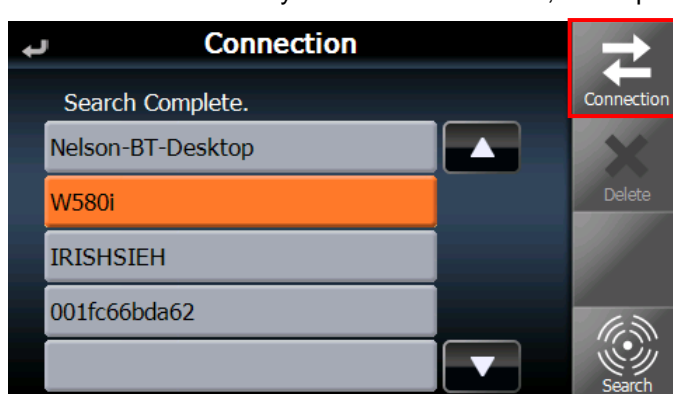 Connection
Search Complete.
Nelson-BT-Desktop
W580i
IRISHSIEH
001fc66bda62
Connection
Delete
Search